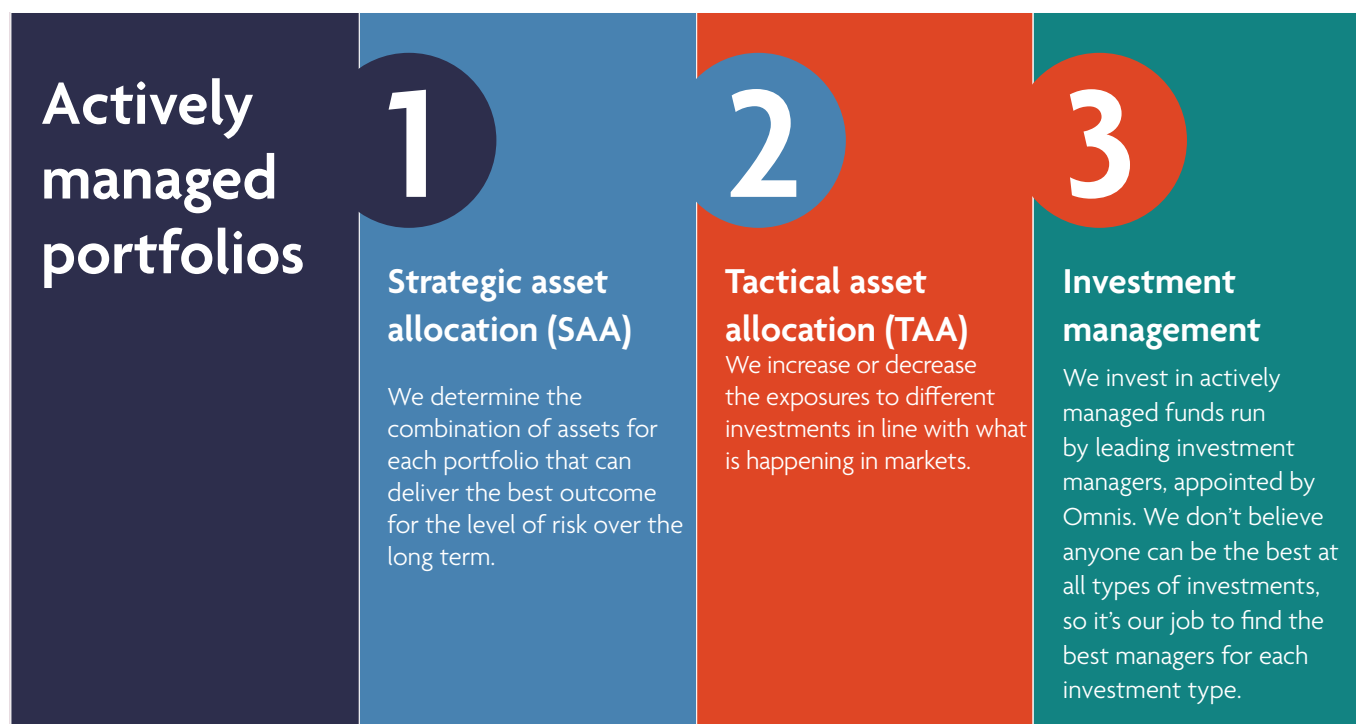 Actively
managed
portfolios
1
Strategic asset
allocation (SAA)
We determine the
combination of assets for
each portfolio that can
deliver the best outcome
for the level of risk over the
long term.
2
Tactical asset
allocation (TAA)
We increase or decrease
the exposures to different
investments in line with what
is happening in markets.
3
Investment
management
We invest in actively
managed funds run
by leading investment
managers, appointed by
Omnis. We don’t believe
anyone can be the best at
all types of investments,
so it’s our job to find the
best managers for each
investment type.